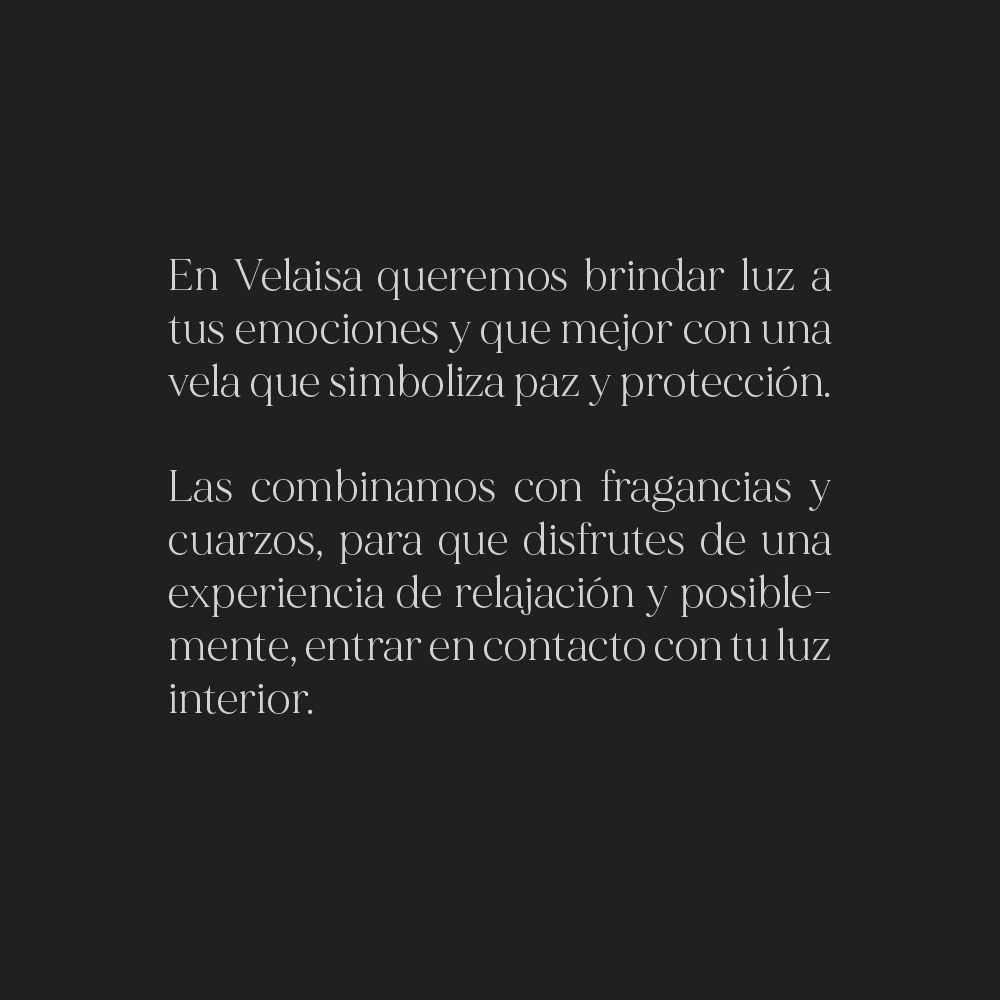 En Velaisa queremos brindar luz a
tus emociones y que mejor con una
vela que simboliza paz y protección.
Las combinamos con fragancias y
cuarzos, para que disfrutes de una
experiencia de relajación y posible-
mente, entrar en contacto con tu luz
interior.